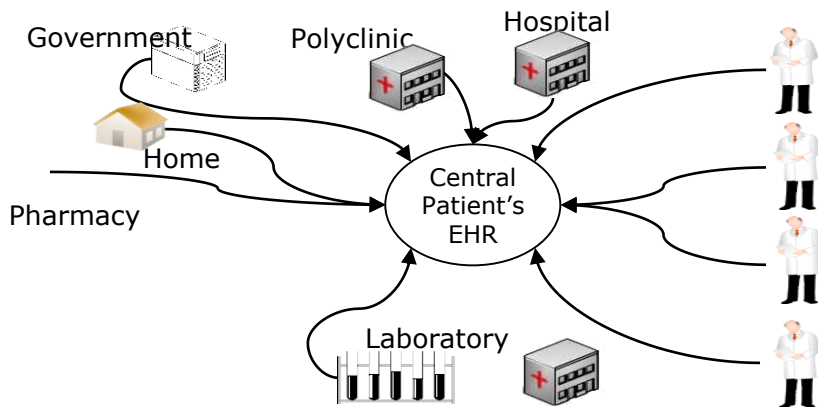 Government
Polyclinic
Hospital
Home
Pharmacy
Central
Patient's
EHR
Laboratory